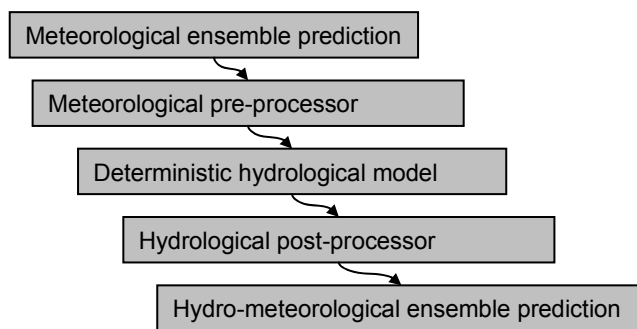 Meteorological ensemble prediction
Meteorological pre-processor
Deterministic hydrological model
Hydrological post-processor
Hydro-meteorological ensemble prediction